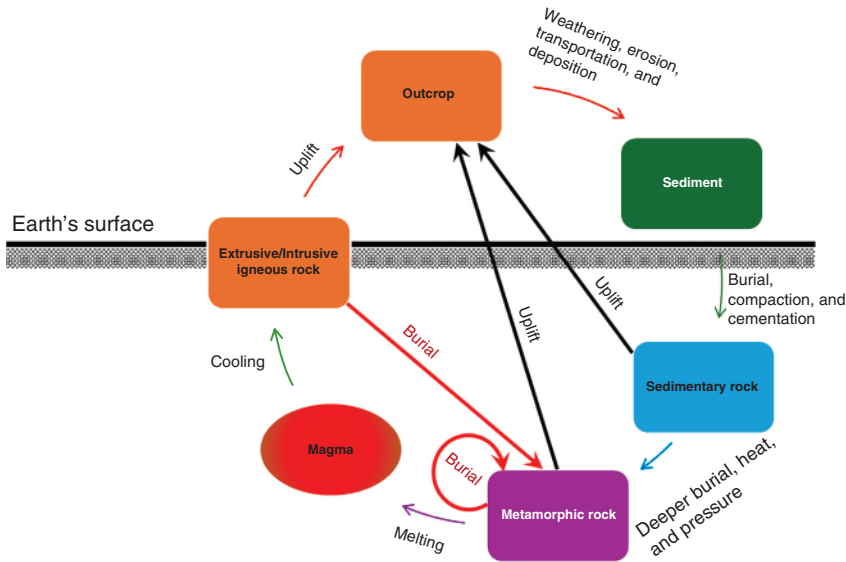 Weathering, erosion,
transportation, and
deposition
Outcrop
Uplift
Sediment
Earth's surface
Extrusive/Intrusive
igneous rock
Burial,
compaction, and
cementation
Uplift
Uplift
Burial
Cooling
Sedimentary rock
Magma
Burial
Deeper burial, heat,
and pressure
Metamorphic rock
Melting